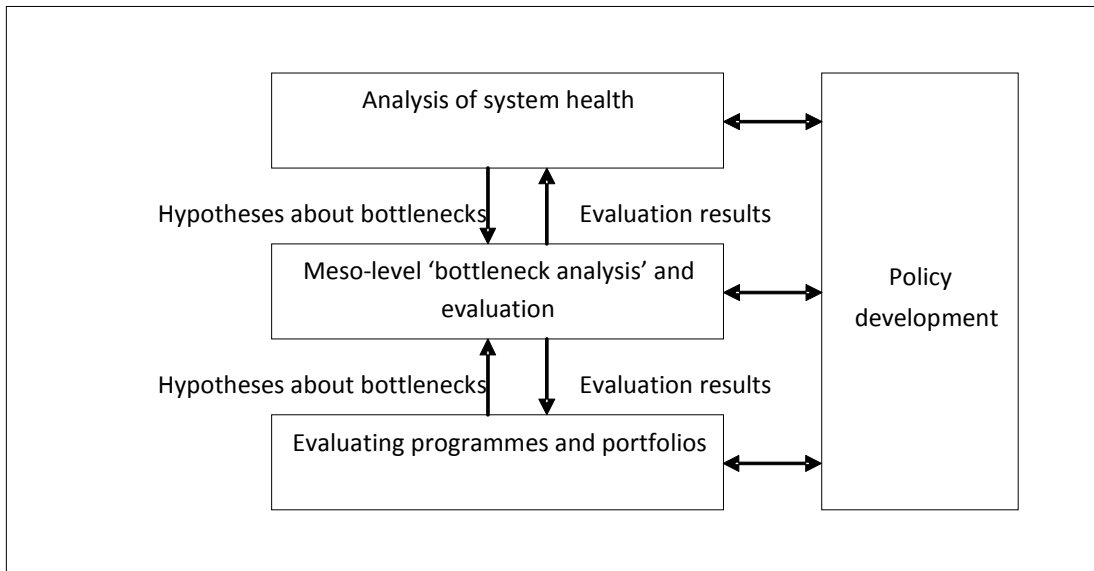 Analysis of system health
Hypotheses about bottlenecks
Evaluation results
Meso-level ‘bottleneck analysis’ and
evaluation
Policy
development
Hypotheses about bottlenecks
Evaluation results
Evaluating programmes and portfolios